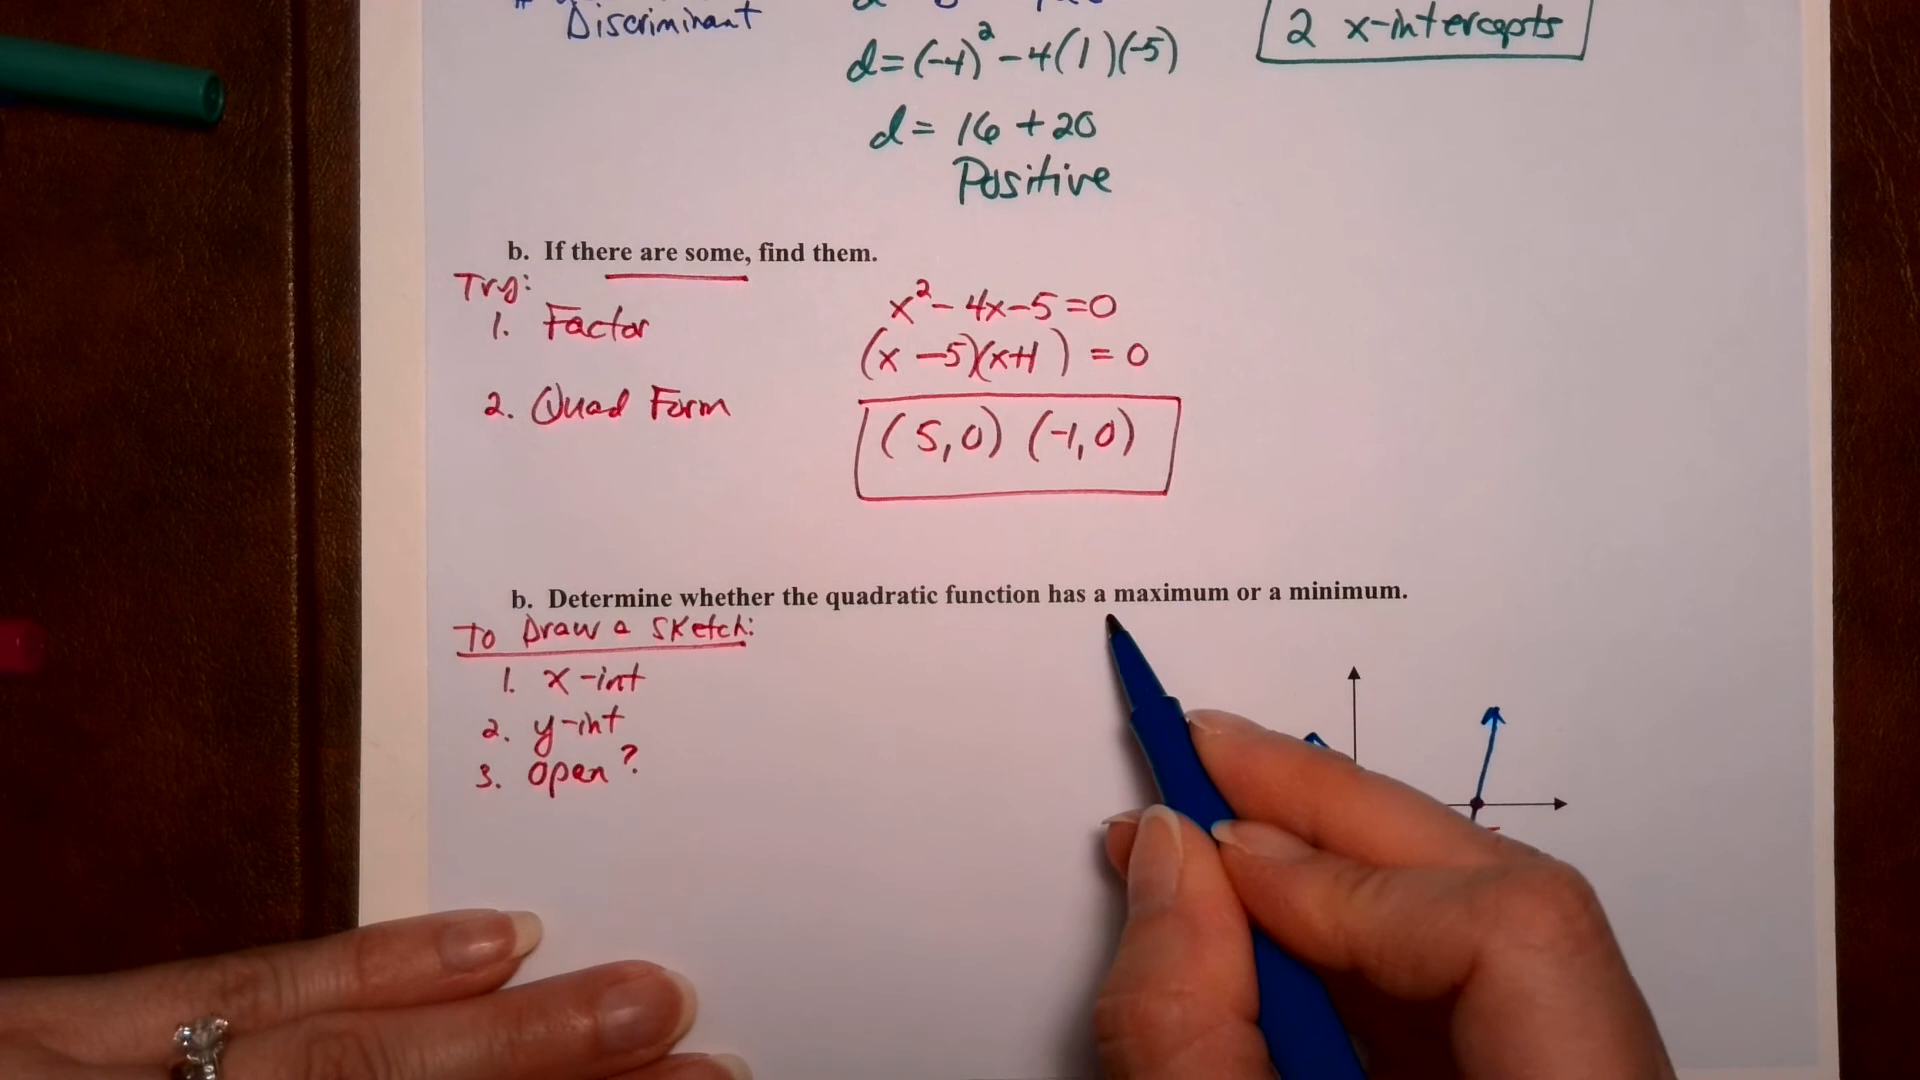 Discriminant
2 x-intercepts
d=(-4)² -4(1)(-5)
d= 16 +20
Positive
b. If there are some, find them.
Try:
1. Factor
2. Quad Form
x²- 4x-5=0
(x -5)(x+1) = 0
(5,0) (-1,0)
b. Determine whether the quadratic function has a maximum or a minimum.
To Draw a Sketch:
1. x-int
2. y-int
3. Open?